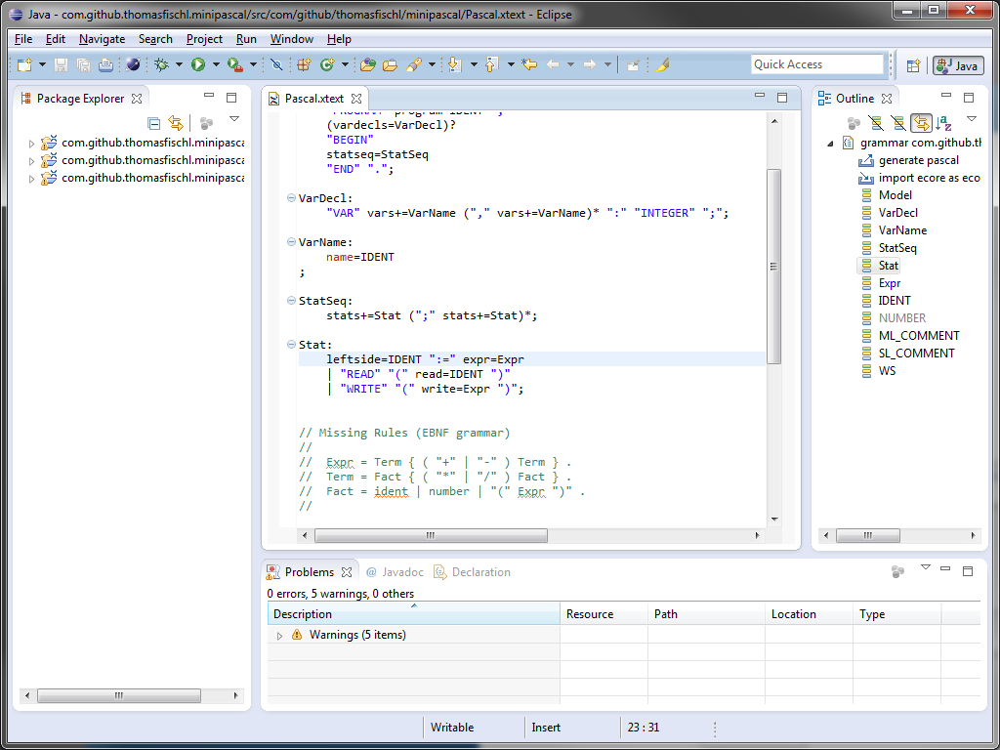 Java - com.github.thomasfischl.minipascal/src/com/github/thomasfischl/minipascal/Pascal.xtext - Eclipse
File Edit Navigate Search Project Run Window Help
Quick Access
Java
Package Explorer
com.github.thomasfischl.minipasca
com.github.thomasfischl.minipasca
com.github.thomasfischl.minipasca
Pascal.xtext
(vardecls=VarDecl)?
"BEGIN"
statseq=StatSeq
"END" ".";
VarDecl:
"VAR" vars+=VarName ("," vars+=VarName)* ":" "INTEGER" ";";
VarName:
name=IDENT
;
StatSeq:
stats+=Stat (";" stats+=Stat)*;
Stat:
leftside=IDENT ":=" expr=Expr
| "READ" "(" read=IDENT ")"
| "WRITE" "(" write=Expr ")";
// Missing Rules (EBNF grammar)
//
// Expr = Term { ( "+" | "-" ) Term } .
// Term = Fact { ( "*" | "/" ) Fact } .
// Fact = ident | number | "(" Expr ")" .
//
Outline
grammar com.github.th
generate pascal
import ecore as eco
Model
VarDecl
VarName
StatSeq
Stat
Expr
IDENT
NUMBER
ML_COMMENT
SL_COMMENT
WS
Problems @ Javadoc Declaration
0 errors, 5 warnings, 0 others
Description Resource Path Location Type
Warnings (5 items)
Writable Insert 23 : 31